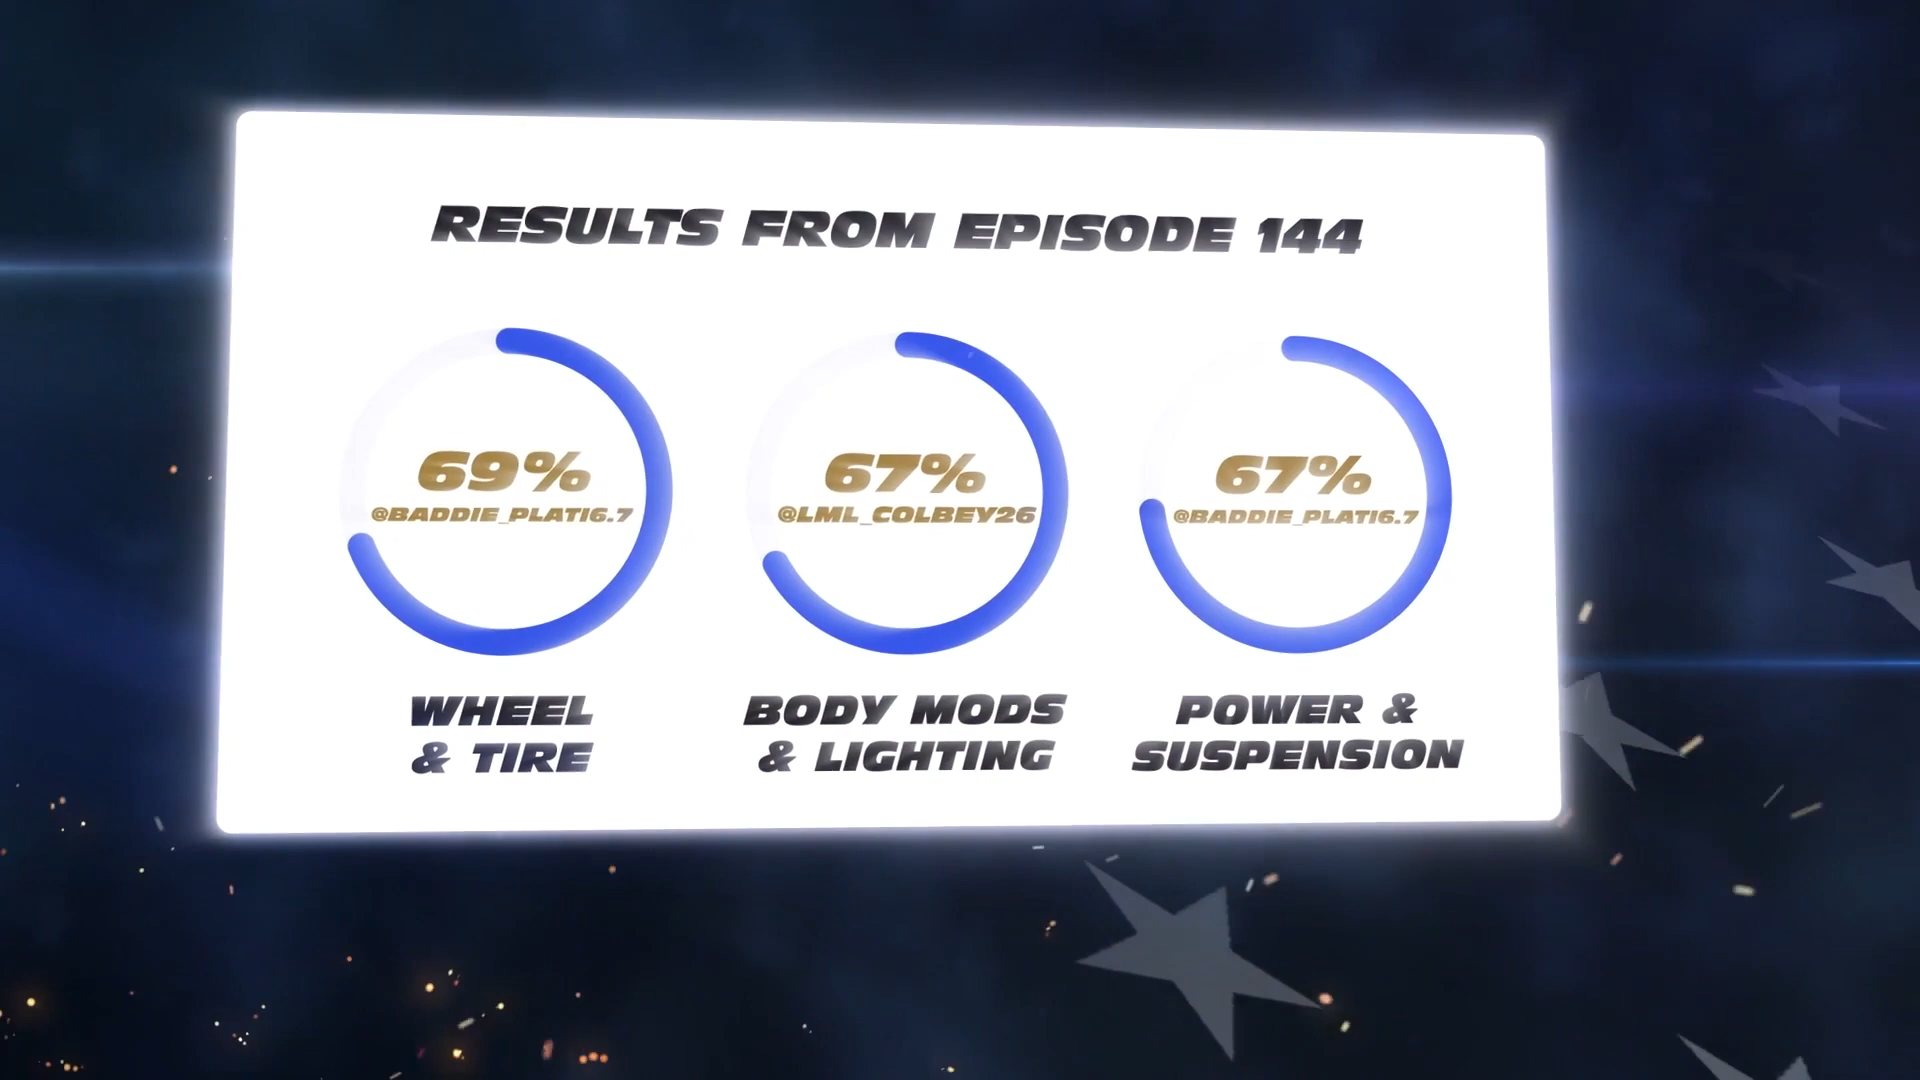 RESULTS FROM EPISODE 144
69%
@BADDIE_PLATI6.7
67%
@LML_COLBEY26
67%
@BADDIE_PLATI6.7
WHEEL
& TIRE
BODY MODS
& LIGHTING
POWER &
SUSPENSION